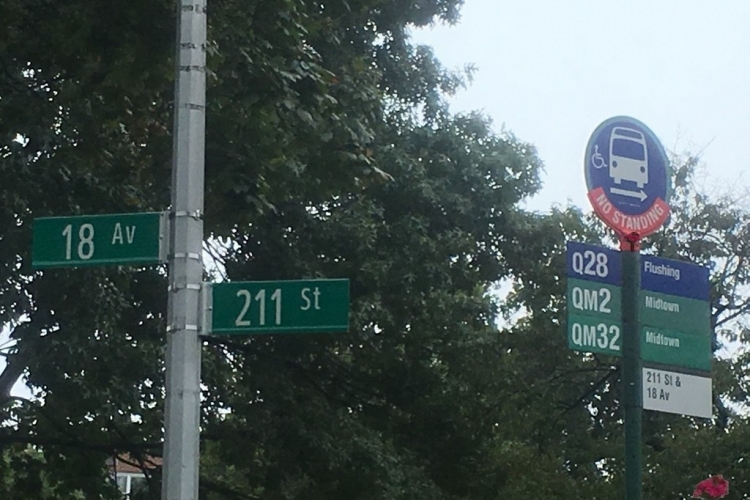 18 Av
211 St
NO STANDING
Q28 Flushing
QM2 Midtown
QM32 Midtown
211 St &
18 Av